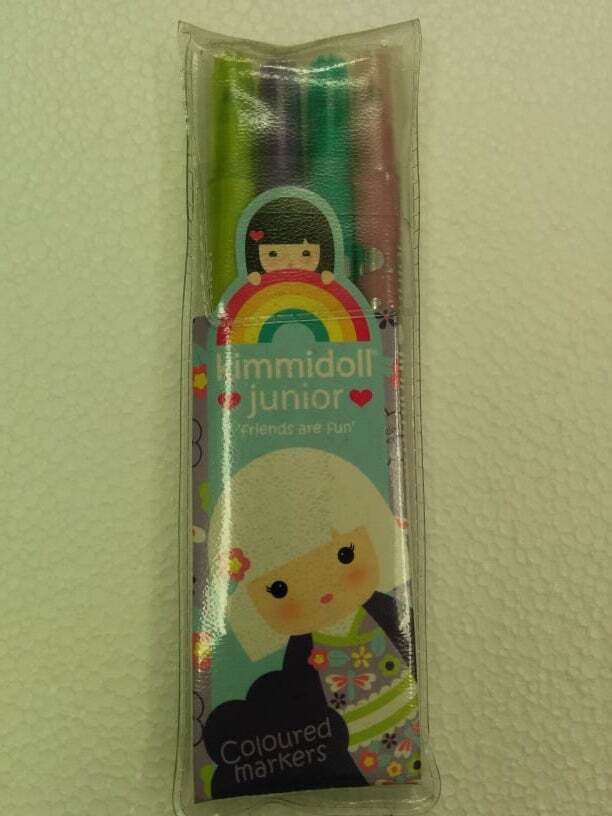 kimmidoll
junior
'friends are fun'
Coloured
markers